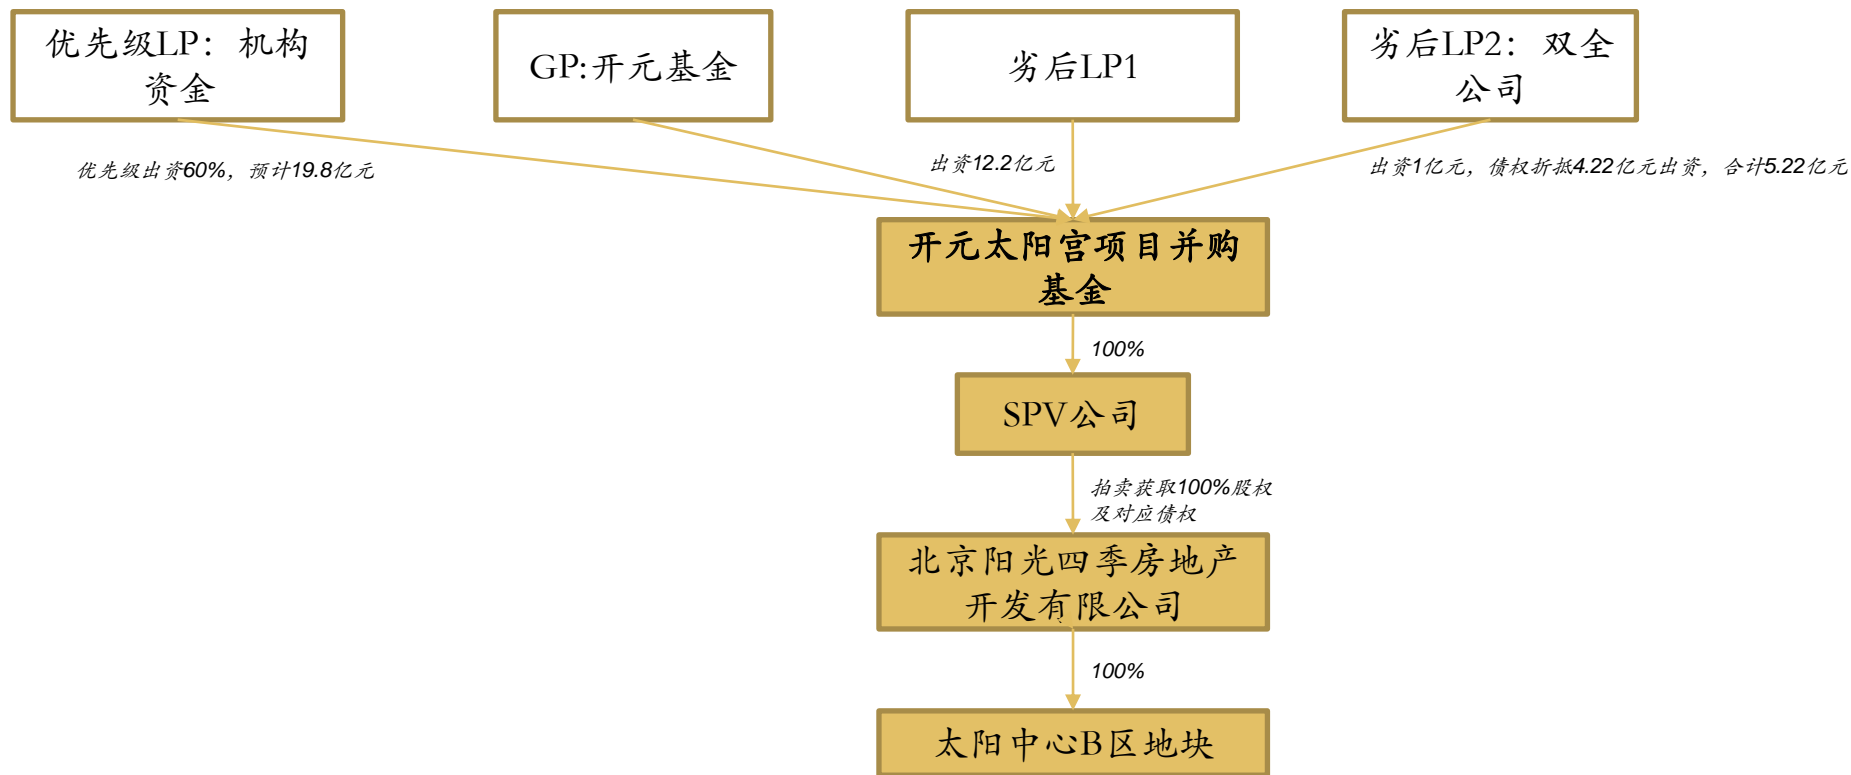 优先级LP：机构
资金
GP:开元基金
劣后LP1
劣后LP2：双全
公司
优先级出资60%，预计19.8亿元
出资12.2亿元
出资1亿元，债权折抵4.22亿元出资，合计5.22亿元
开元太阳宫项目并购
基金
100%
SPV公司
拍卖获取100%股权
及对应债权
北京阳光四季房地产
开发有限公司
100%
太阳中心B区地块